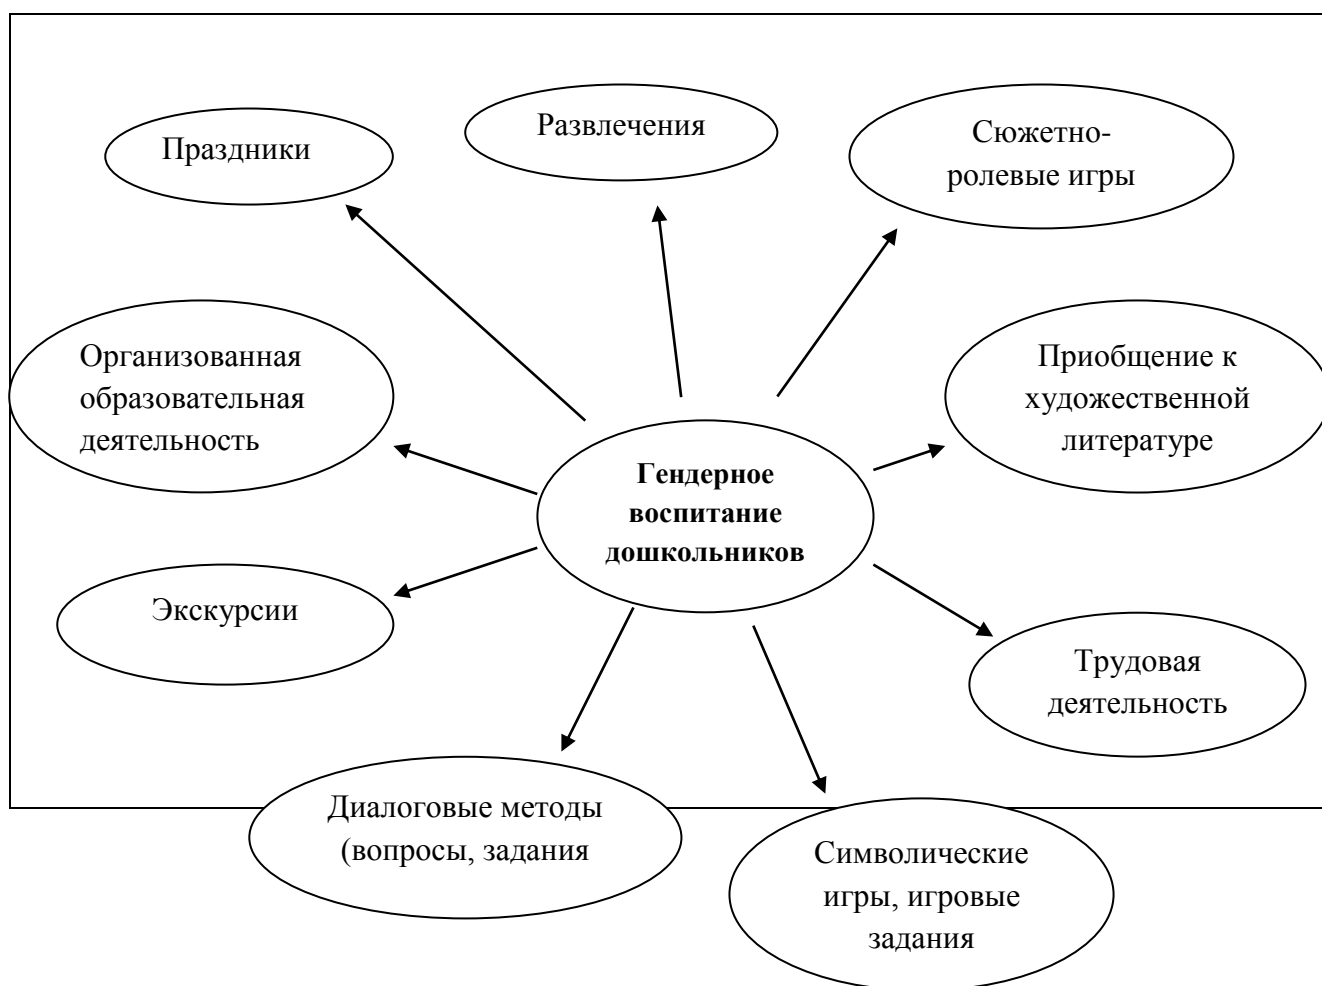 Праздники
Развлечения
Сюжетно-
ролевые игры
Организованная
образовательная
деятельность
Приобщение к
художественной
литературе
Гендерное
воспитание
дошкольников
Экскурсии
Трудовая
деятельность
Диалоговые методы
(вопросы, задания
Символические
игры, игровые
задания